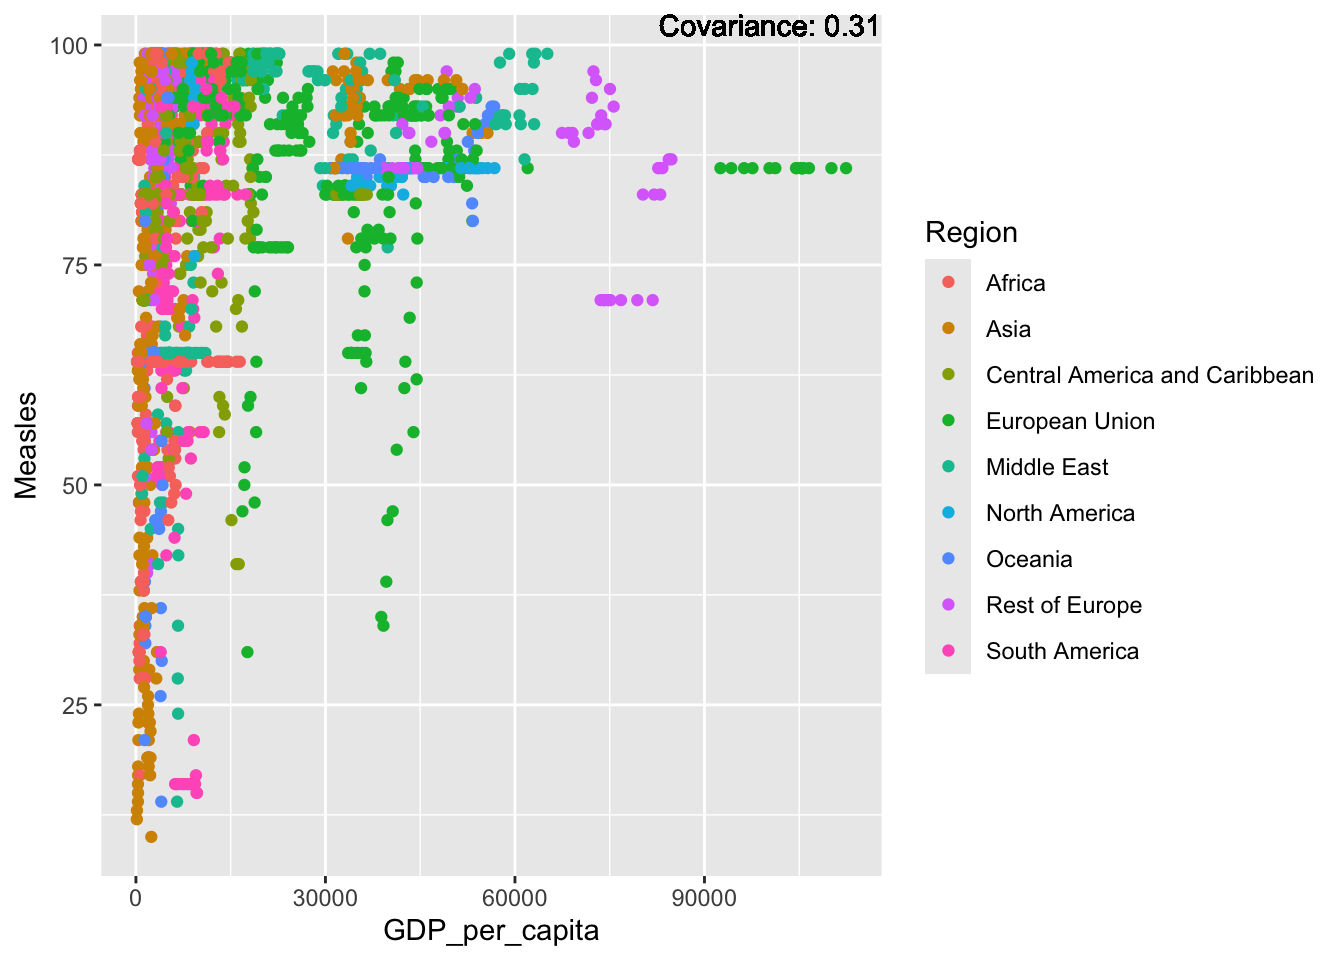 Covariance: 0.31
100
75
50
25
Measles
0
30000
60000
90000
GDP_per_capita
Region
Africa
Asia
Central America and Caribbean
European Union
Middle East
North America
Oceania
Rest of Europe
South America